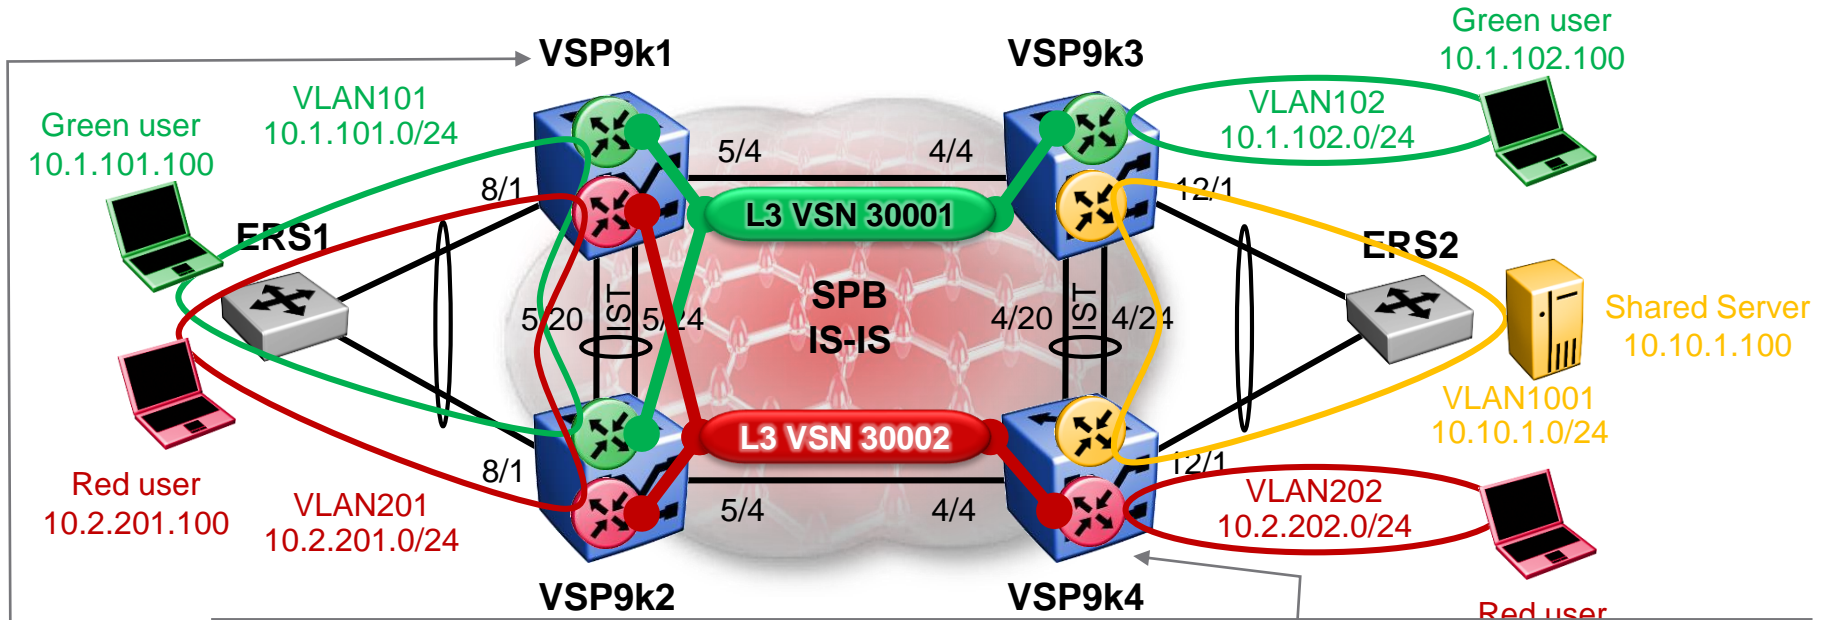 VSP9k1
VSP9k3
Green user
10.1.102.100
VLAN101
10.1.101.0/24
Green user
10.1.101.100
5/4
4/4
VLAN102
10.1.102.0/24
8/1
12/1
L3 VSN 30001
ERS1
ERS2
SPB
IS-IS
5/20
IST
5/24
4/20
IST
4/24
Shared Server
10.10.1.100
VLAN1001
10.10.1.0/24
L3 VSN 30002
8/1
12/1
Red user
10.2.201.100
VLAN201
10.2.201.0/24
5/4
4/4
VLAN202
10.2.202.0/24
VSP9k2
VSP9k4
Red user